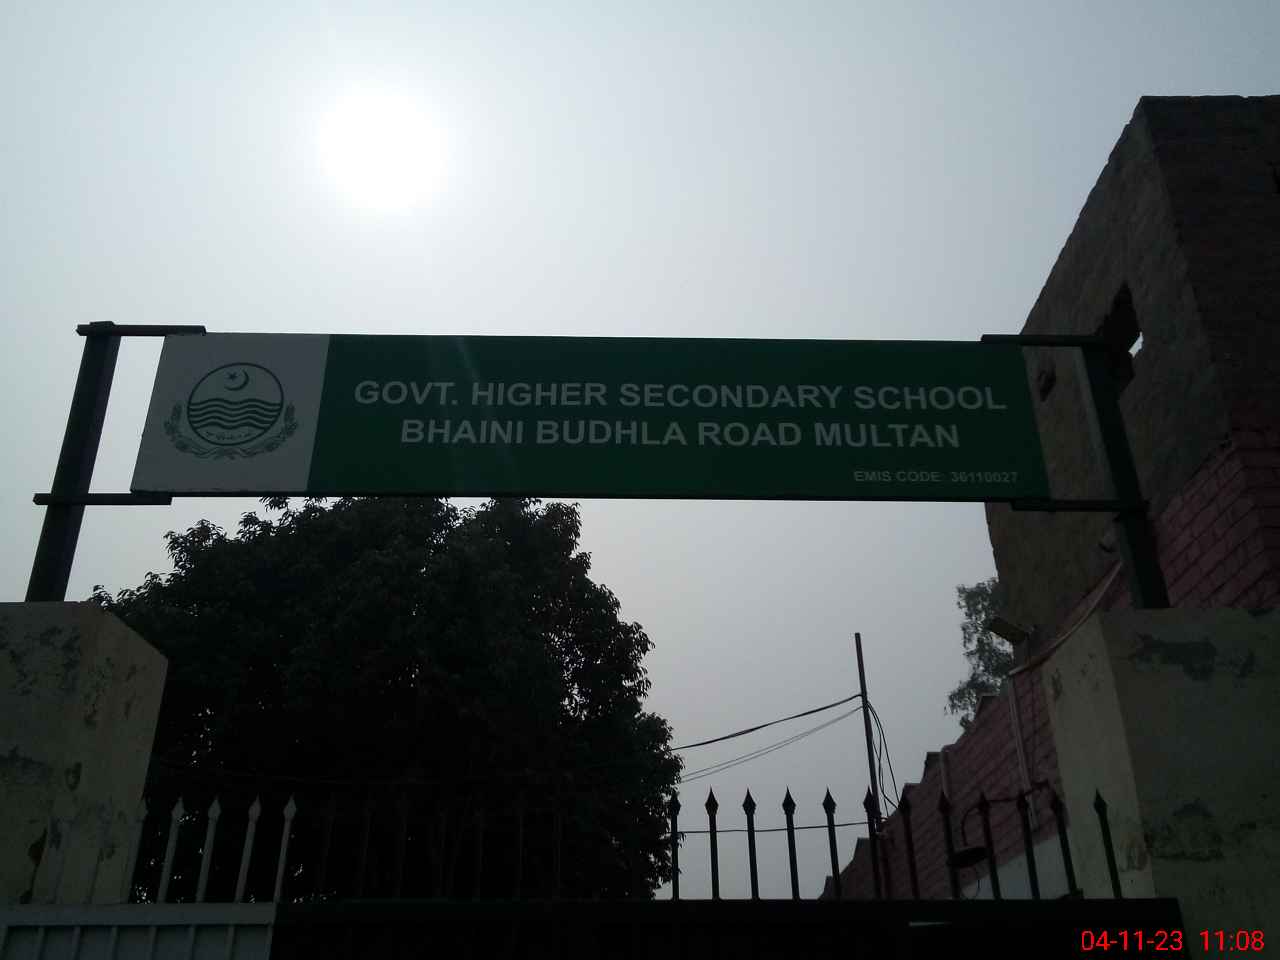 GOVT. HIGHER SECONDARY SCHOOL
BHAINI BUDHLA ROAD MULTAN
EMIS CODE: 36110027
04-11-23 11:08